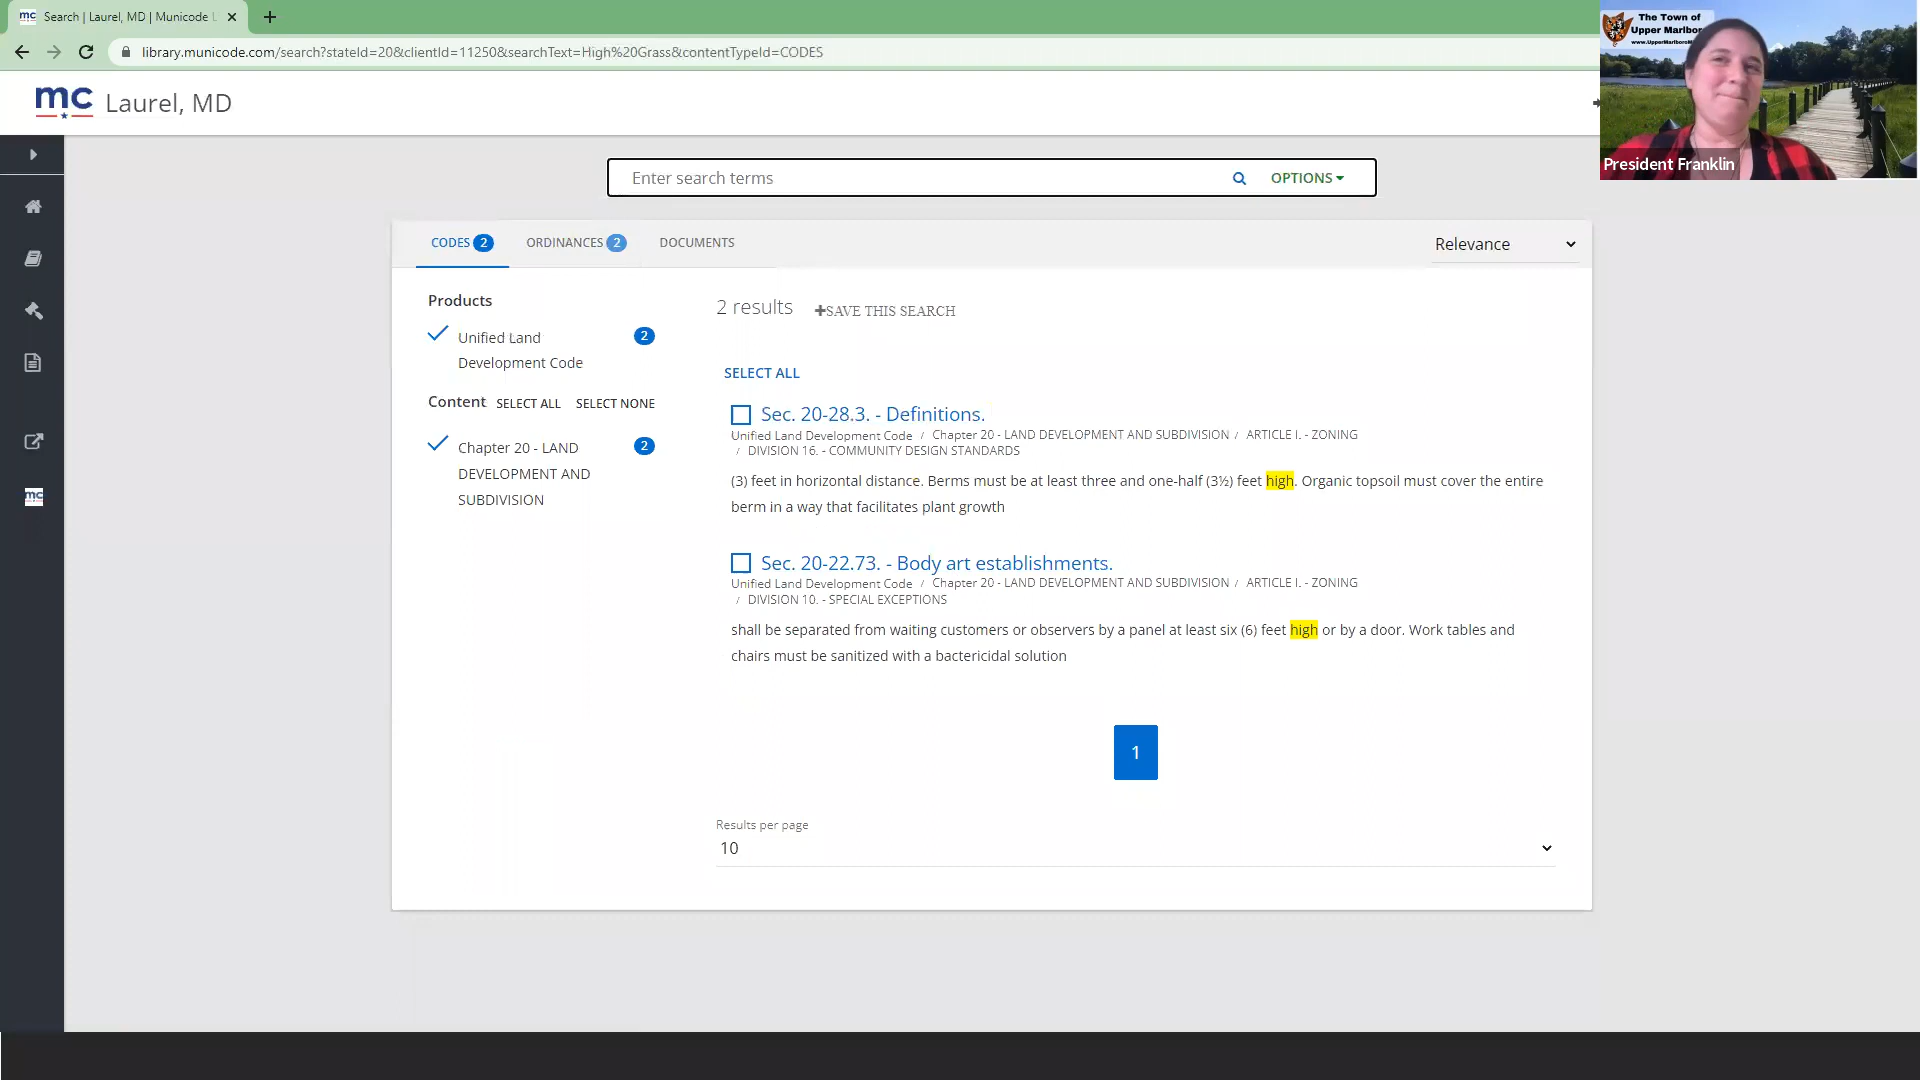 mc Search | Laurel, MD | Municode L
library.municode.com/search?stateId=20&clientId=11250&searchText=High%20Grass&contentTypeId=CODES
The Town of
Upper Marlbor
President Franklin
mc Laurel, MD
Enter search terms
OPTIONS
CODES 2
ORDINANCES 2
DOCUMENTS
Relevance
Products
Unified Land
Development Code
2
Content
SELECT ALL
SELECT NONE
Chapter 20 - LAND
DEVELOPMENT AND
SUBDIVISION
2
mc
2 results
SAVE THIS SEARCH
SELECT ALL
Sec. 20-28.3. - Definitions.
Unified Land Development Code / Chapter 20 - LAND DEVELOPMENT AND SUBDIVISION / ARTICLE I. - ZONING
/ DIVISION 16. - COMMUNITY DESIGN STANDARDS
(3) feet in horizontal distance. Berms must be at least three and one-half (3½) feet high. Organic topsoil must cover the entire
berm in a way that facilitates plant growth
Sec. 20-22.73. - Body art establishments.
Unified Land Development Code / Chapter 20 - LAND DEVELOPMENT AND SUBDIVISION / ARTICLE I. - ZONING
/ DIVISION 10. - SPECIAL EXCEPTIONS
shall be separated from waiting customers or observers by a panel at least six (6) feet high or by a door. Work tables and
chairs must be sanitized with a bactericidal solution
1
Results per page
10